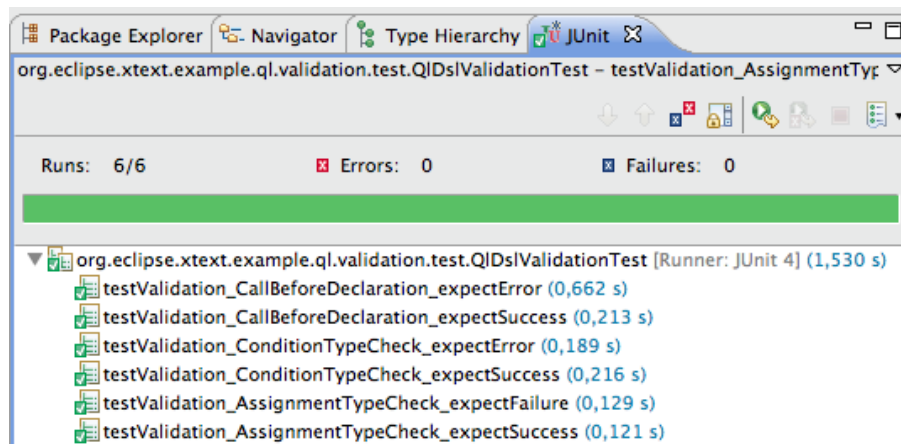 Package Explorer Navigator Type Hierarchy JUnit
org.eclipse.xtext.example.ql.validation.test.QlDslValidationTest – testValidation_AssignmentTyp
Runs: 6/6 Errors: 0 Failures: 0
org.eclipse.xtext.example.ql.validation.test.QlDslValidationTest [Runner: JUnit 4] (1,530 s)
testValidation_CallBeforeDeclaration_expectError (0,662 s)
testValidation_CallBeforeDeclaration_expectSuccess (0,213 s)
testValidation_ConditionTypeCheck_expectError (0,189 s)
testValidation_ConditionTypeCheck_expectSuccess (0,216 s)
testValidation_AssignmentTypeCheck_expectFailure (0,129 s)
testValidation_AssignmentTypeCheck_expectSuccess (0,121 s)